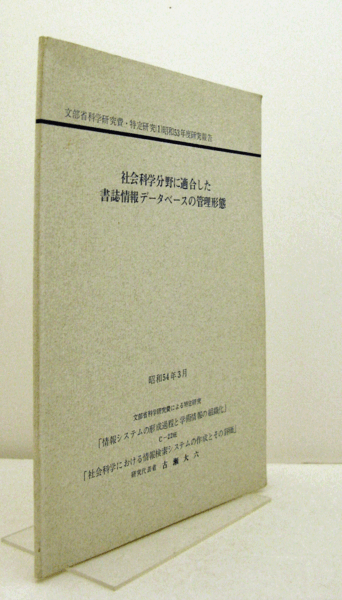 文部省科学研究費・特定研究(1)昭和53年度研究報告
社会科学分野に適合した
書誌情報データベースの管理形態
昭和54年3月
文部省科学研究費による特定研究
「情報システムの形成過程と学術情報の組織化」
「社会科学における情報検索システムの作成とその評価」
研究代表者 古瀬大六